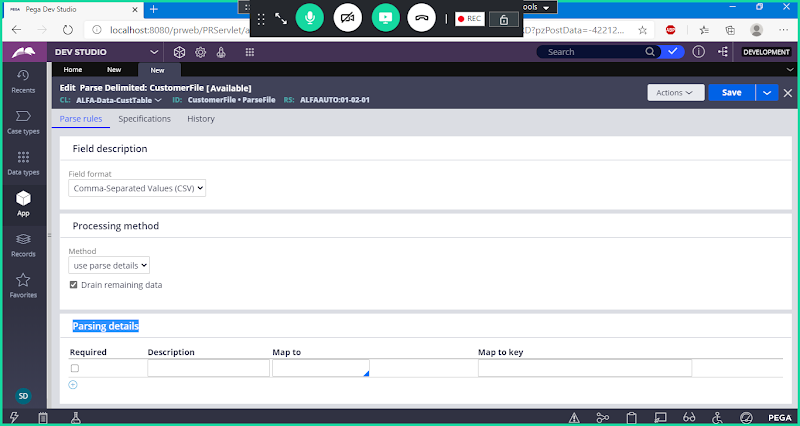 PEGA Pega Dev Studio
REC
ools
localhost:8080/prweb/PRServlet/a
D?pzPostData=-42212
DEV STUDIO
Search
DEVELOPMENT
Home New New
Recents
Case types
Data types
App
Records
Favorites
SD
Edit Parse Delimited: CustomerFile [Available]
CL: ALFA-Data-CustTable ID: CustomerFile • ParseFile RS: ALFAAUTO:01-02-01
Actions Save
Parse rules Specifications History
Field description
Field format
Comma-Separated Values (CSV)
Processing method
Method
use parse details
Drain remaining data
Parsing details
Required Description Map to Map to key
PEGA